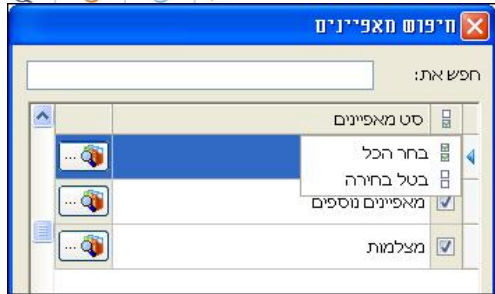 חיפוש מאפיינים
חפש את:
סט מאפיינים
בחר הכל
...
בטל בחירה
מאפיינים נוספים
...
מצלמות
...